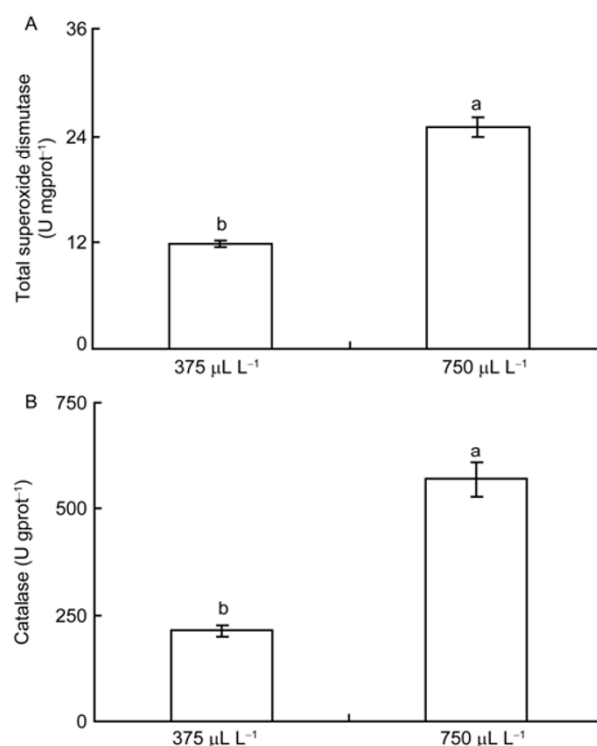 A
Total superoxide dismutase
(U mgprot⁻¹)
36
24
12
0
b
a
375 μL L⁻¹
750 μL L⁻¹
B
Catalase (U gprot⁻¹)
750
500
250
0
b
a
375 μL L⁻¹
750 μL L⁻¹